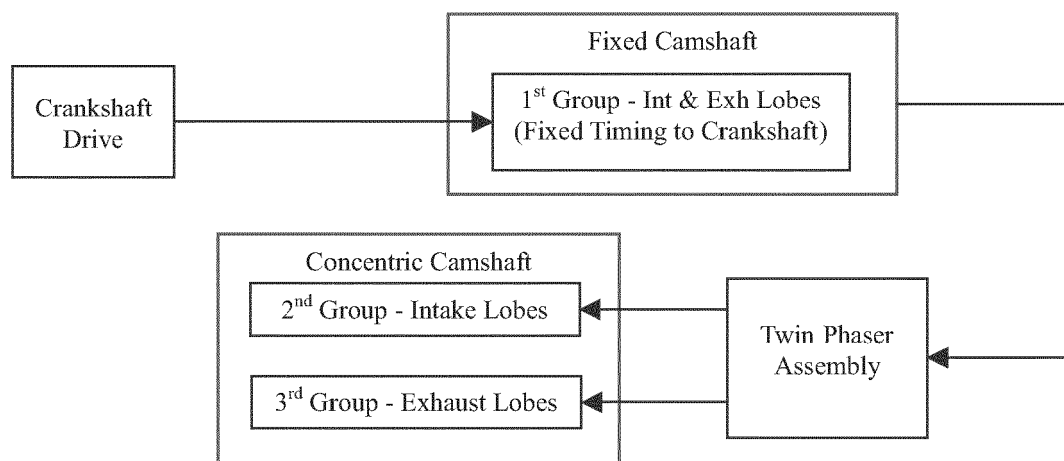 Fixed Camshaft
Crankshaft
Drive
1st Group - Int & Exh Lobes
(Fixed Timing to Crankshaft)
Concentric Camshaft
2nd Group - Intake Lobes
3rd Group - Exhaust Lobes
Twin Phaser
Assembly